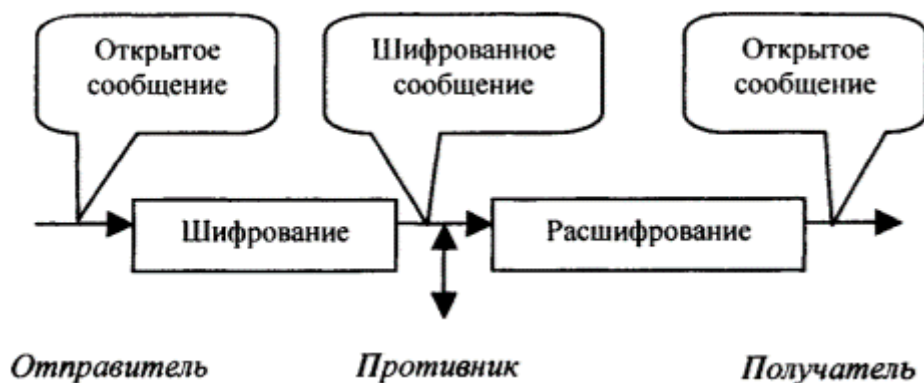 Открытое
сообщение
Шифрованное
сообщение
Открытое
сообщение
Шифрование
Расшифрование
Отправитель
Противник
Получатель